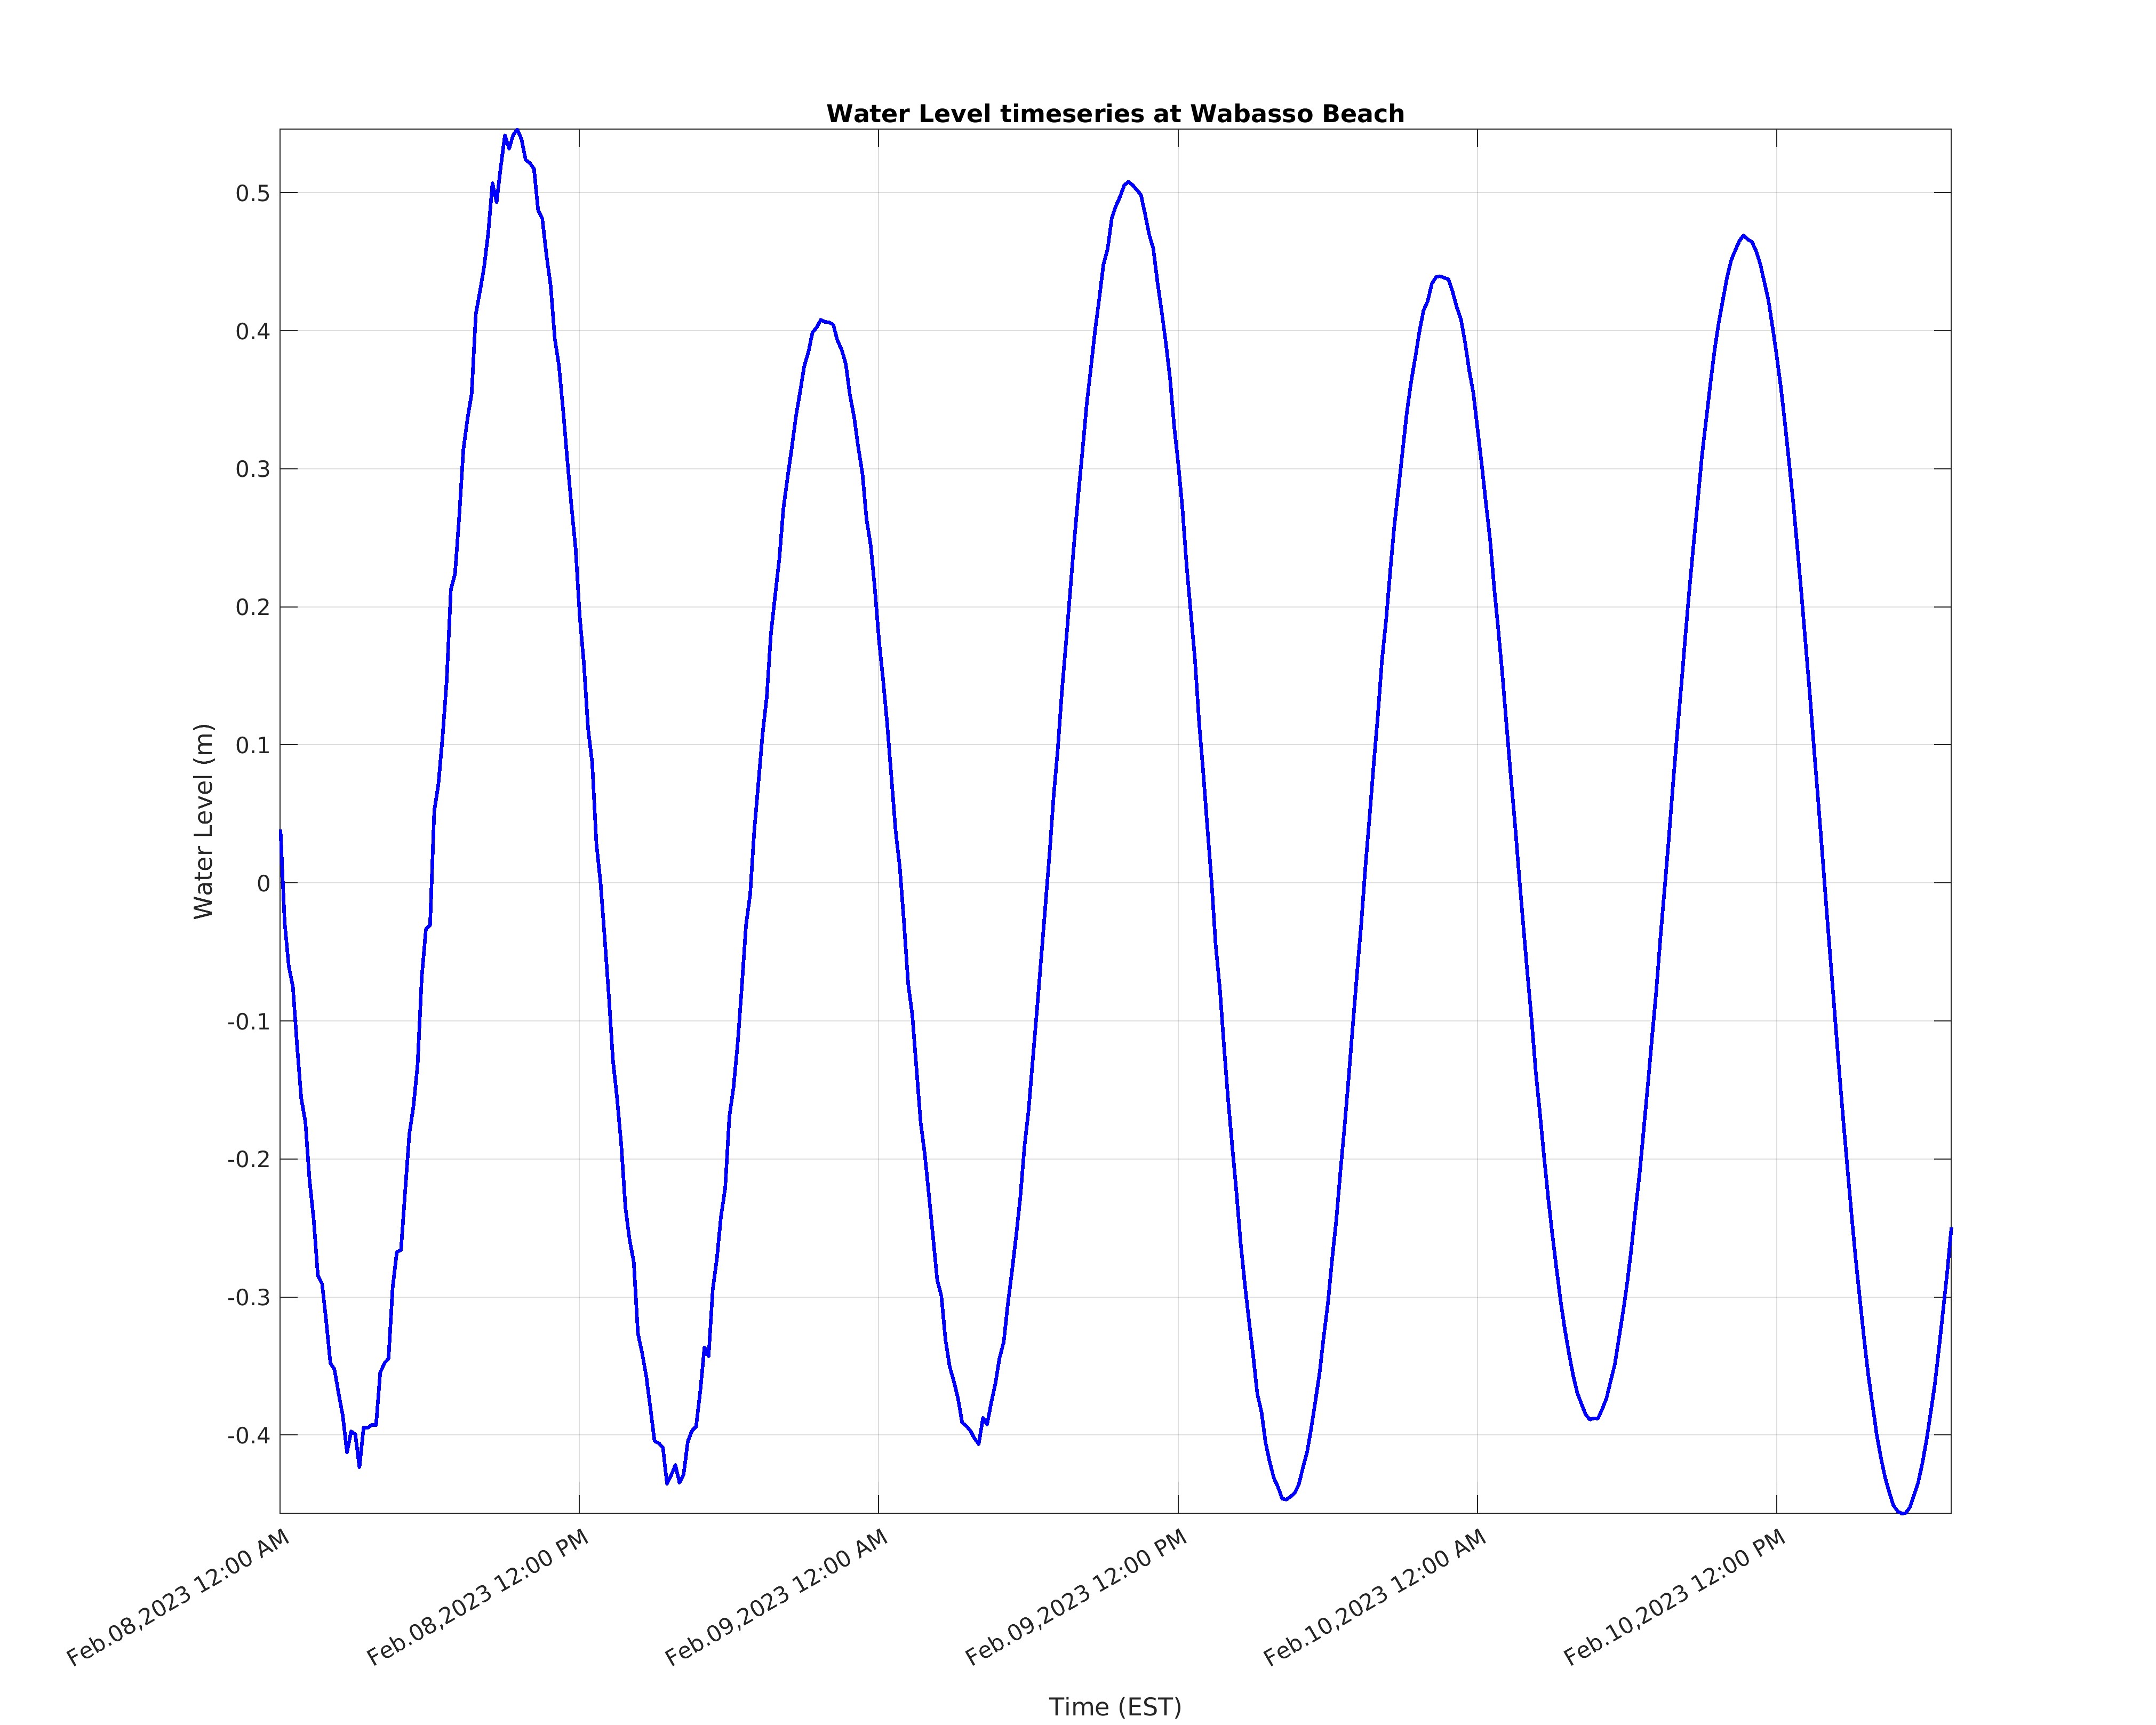 Water Level timeseries at Wabasso Beach
Water Level (m)
0.5
0.4
0.3
0.2
0.1
0
-0.1
-0.2
-0.3
-0.4
Feb.08,2023 12:00 AM
Feb.08,2023 12:00 PM
Feb.09,2023 12:00 AM
Feb.09,2023 12:00 PM
Feb.10,2023 12:00 AM
Feb.10,2023 12:00 PM
Time (EST)